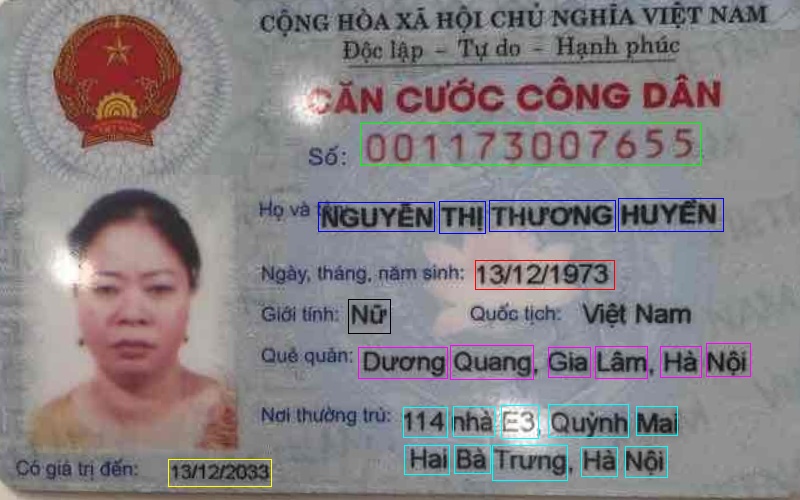 CỘNG HÒA XÃ HỘI CHỦ NGHĨA VIỆT NAM
Độc lập - Tự do - Hạnh phúc
CĂN CƯỚC CÔNG DÂN
Số: 001173007655
Họ và tên: NGUYỄN THỊ THƯƠNG HUYỀN
Ngày, tháng, năm sinh: 13/12/1973
Giới tính: Nữ Quốc tịch: Việt Nam
Quê quán: Dương Quang, Gia Lâm, Hà Nội
Nơi thường trú: 114 nhà E3, Quỳnh Mai
Hai Bà Trưng, Hà Nội
Có giá trị đến: 13/12/2033